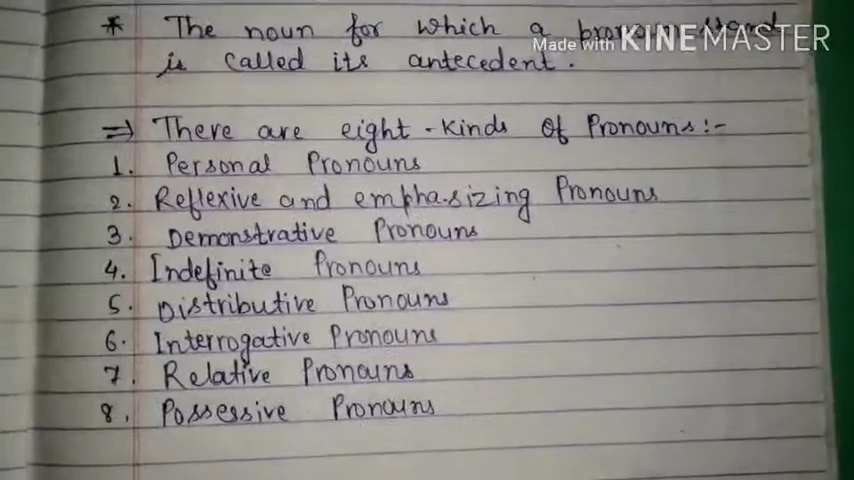 * The noun for which a pronoun stand
is called its antecedent.
Made with KINEMASTER
=> There are eight-kinds of Pronouns:-
1. Personal Pronouns
2. Reflexive and emphasizing Pronouns
3. Demonstrative Pronouns
4. Indefinite Pronouns
5. Distributive Pronouns
6. Interrogative Pronouns
7. Relative Pronouns
8. Possessive Pronouns